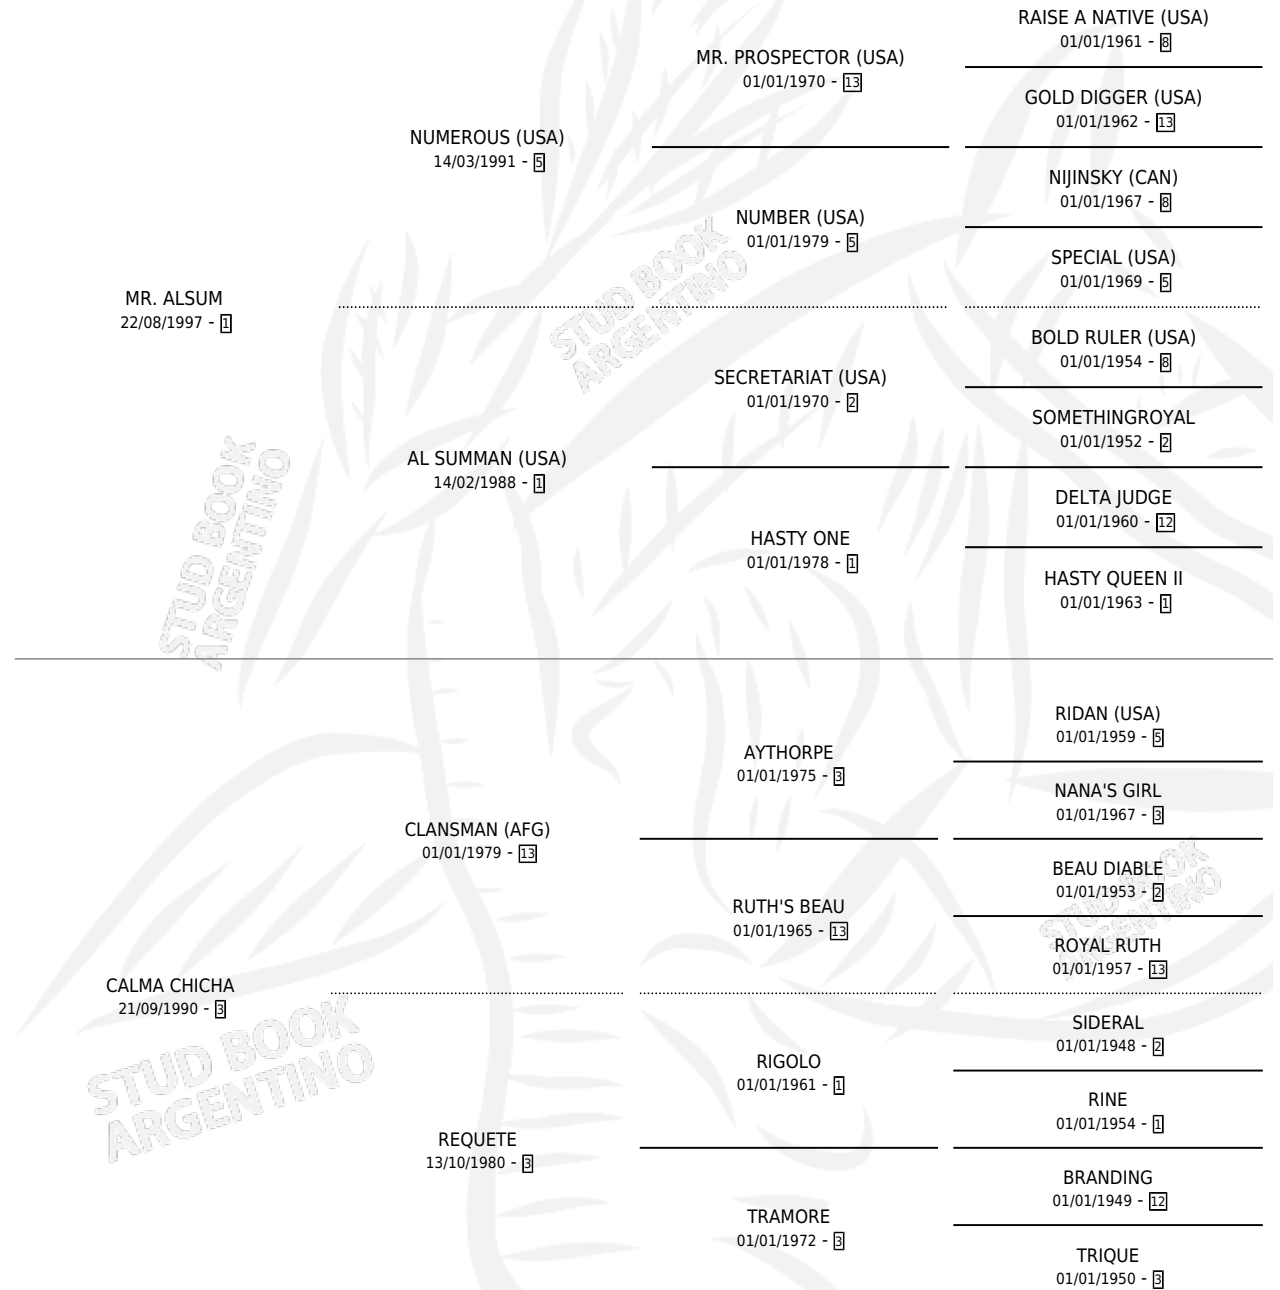 RAISE A NATIVE (USA)
01/01/1961 - 8
MR. PROSPECTOR (USA)
01/01/1970 - 13
GOLD DIGGER (USA)
01/01/1962 - 13
NUMEROUS (USA)
14/03/1991 - 5
NIJINSKY (CAN)
01/01/1967 - 8
NUMBER (USA)
01/01/1979 - 5
SPECIAL (USA)
01/01/1969 - 5
MR. ALSUM
22/08/1997 - 1
BOLD RULER (USA)
01/01/1954 - 8
SECRETARIAT (USA)
01/01/1970 - 2
SOMETHINGROYAL
01/01/1952 - 2
AL SUMMAN (USA)
14/02/1988 - 1
DELTA JUDGE
01/01/1960 - 12
HASTY ONE
01/01/1978 - 1
HASTY QUEEN II
01/01/1963 - 1
RIDAN (USA)
01/01/1959 - 5
AYTHORPE
01/01/1975 - 3
NANA'S GIRL
01/01/1967 - 3
CLANSMAN (AFG)
01/01/1979 - 13
BEAU DIABLE
01/01/1953 - 2
RUTH'S BEAU
01/01/1965 - 13
ROYAL RUTH
01/01/1957 - 13
CALMA CHICHA
21/09/1990 - 3
SIDERAL
01/01/1948 - 2
RIGOLO
01/01/1961 - 1
RINE
01/01/1954 - 1
REQUETE
13/10/1980 - 3
BRANDING
01/01/1949 - 12
TRAMORE
01/01/1972 - 3
TRIQUE
01/01/1950 - 3
STUD BOOK
ARGENTINO
STUD BOOK
ARGENTINO
STUD BOOK
ARGENTINO
STUD BOOK
ARGENTINO